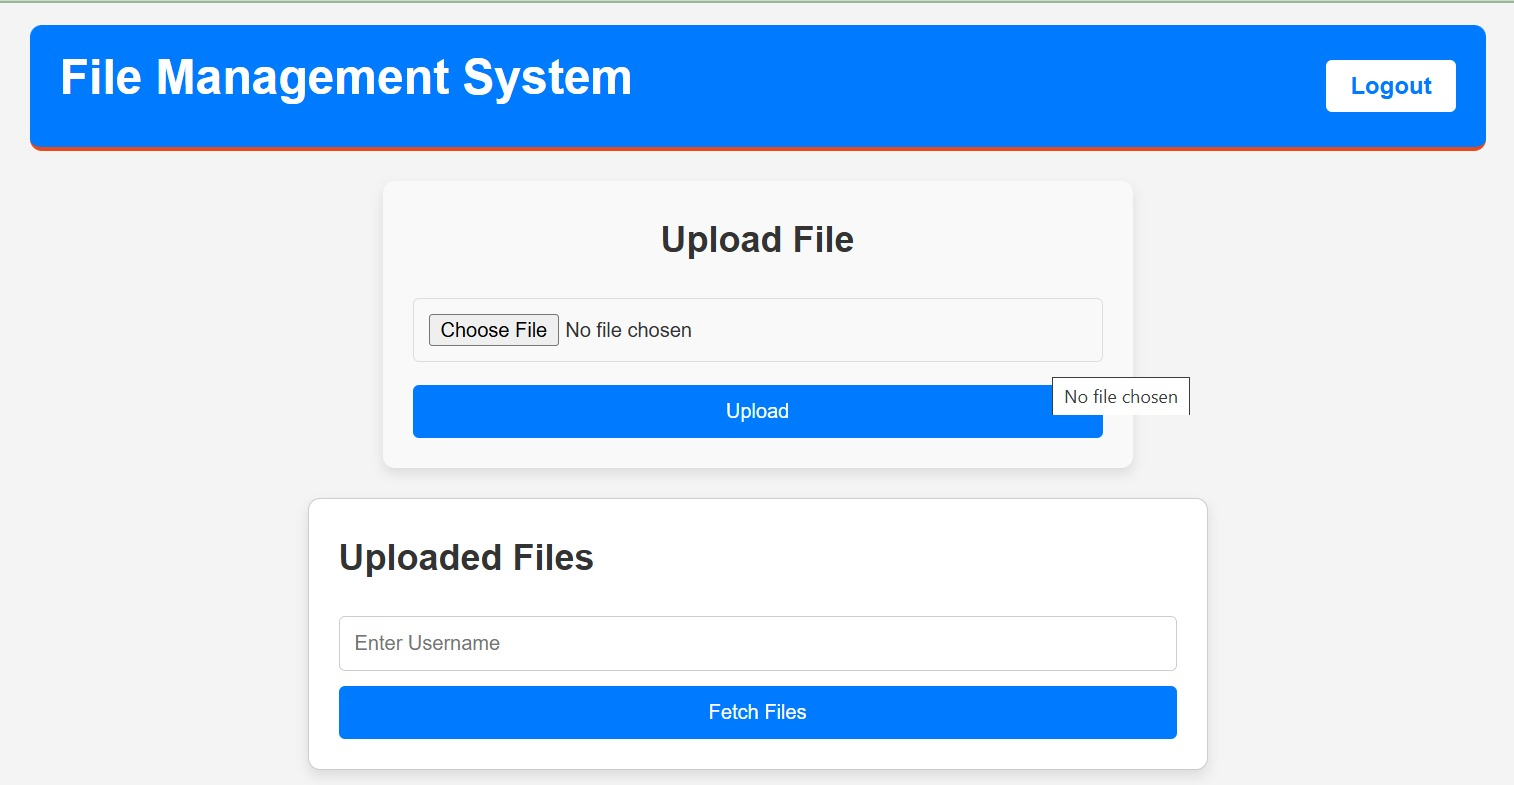 File Management System
Logout
Upload File
Choose File No file chosen
No file chosen
Upload
Uploaded Files
Enter Username
Fetch Files